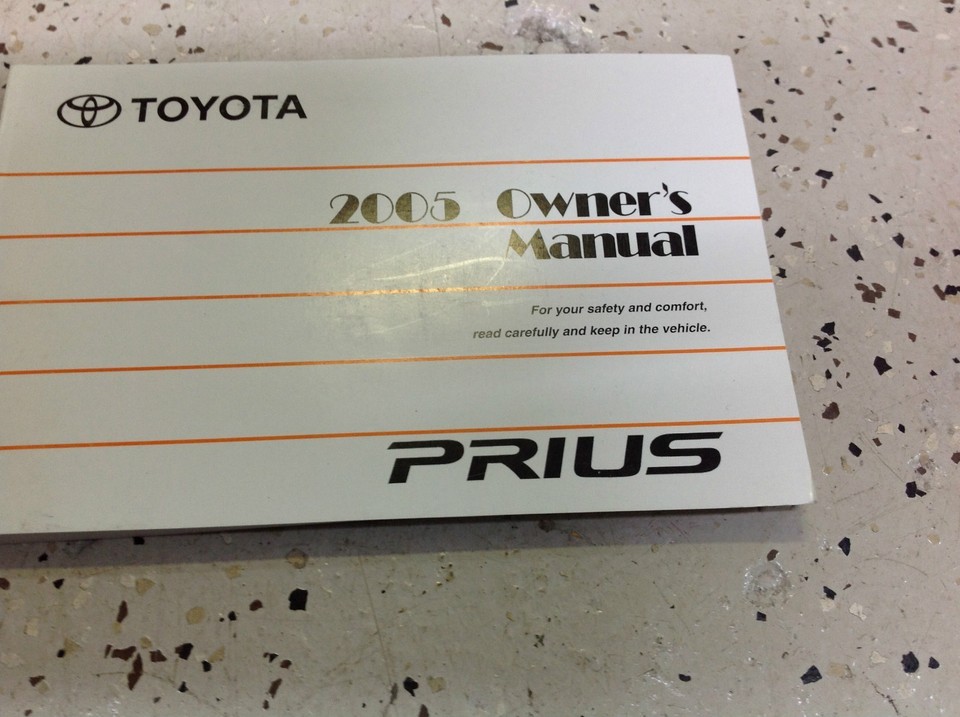 TOYOTA
2005 Owner's
Manual
For your safety and comfort,
read carefully and keep in the vehicle.
PRIUS